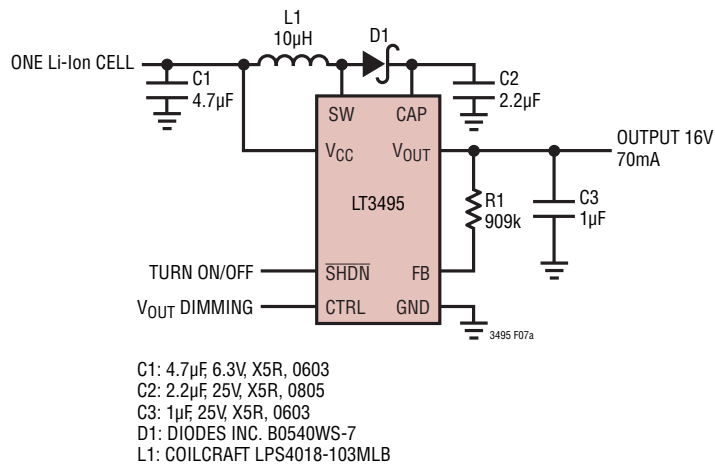 L1
10µH
D1
ONE Li-Ion CELL
C1
4.7µF
C2
2.2µF
SW
CAP
VCC
VOUT
OUTPUT 16V
70mA
LT3495
R1
909k
C3
1µF
TURN ON/OFF
SHDN
FB
VOUT DIMMING
CTRL
GND
3495 F07a
C1: 4.7µF, 6.3V, X5R, 0603
C2: 2.2µF, 25V, X5R, 0805
C3: 1µF, 25V, X5R, 0603
D1: DIODES INC. B0540WS-7
L1: COILCRAFT LPS4018-103MLB